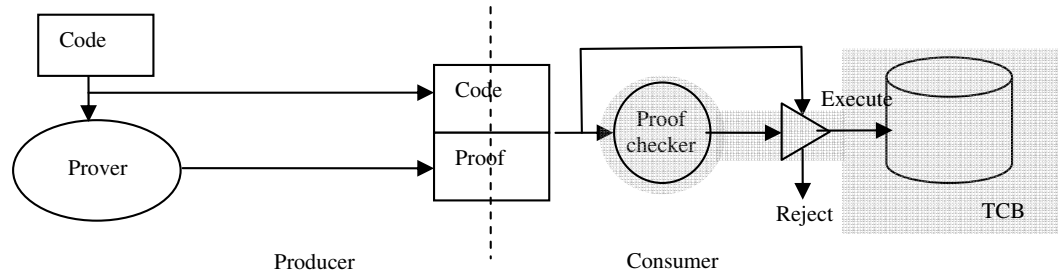 Code
Prover
Code
Proof
Proof
checker
Execute
Reject
TCB
Producer
Consumer